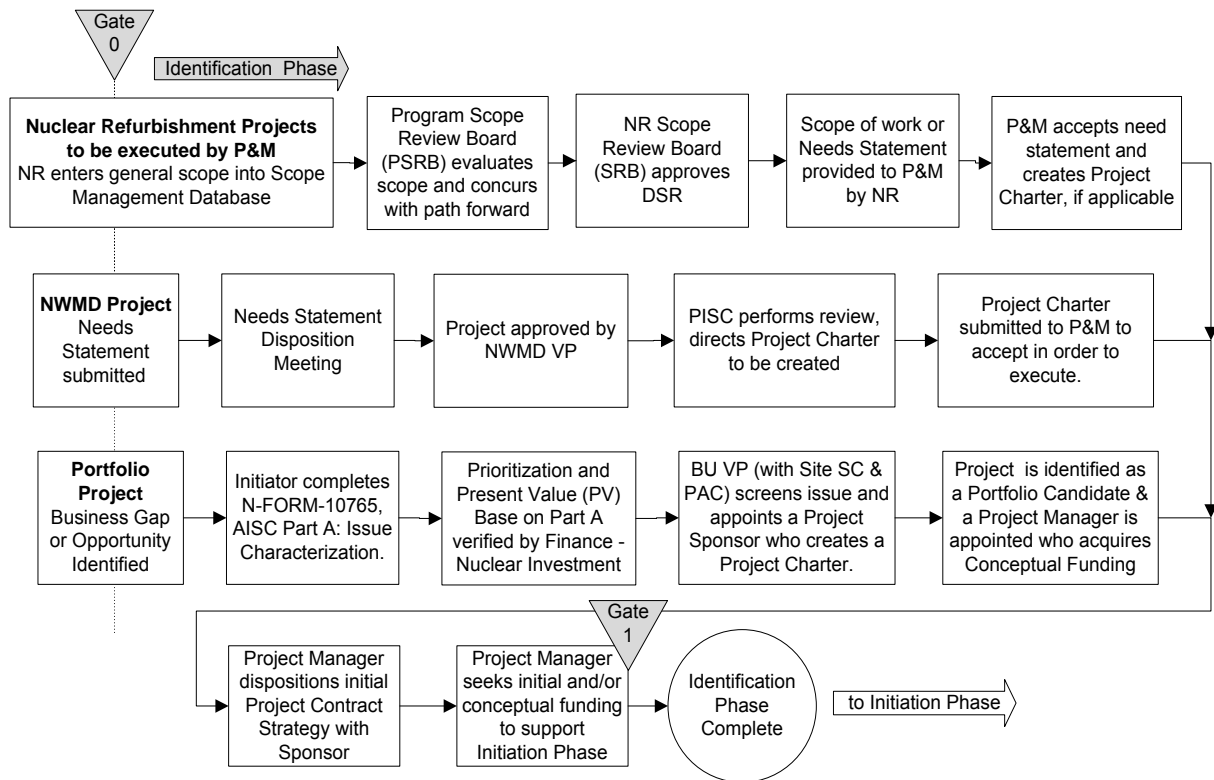 Gate
0
Identification Phase
Nuclear Refurbishment Projects
to be executed by P&M
NR enters general scope into Scope
Management Database
Program Scope
Review Board
(PSRB) evaluates
scope and concurs
with path forward
NR Scope
Review Board
(SRB) approves
DSR
Scope of work or
Needs Statement
provided to P&M
by NR
P&M accepts need
statement and
creates Project
Charter, if applicable
NWMD Project
Needs
Statement
submitted
Needs Statement
Disposition
Meeting
Project approved by
NWMD VP
PISC performs review,
directs Project Charter
to be created
Project Charter
submitted to P&M to
accept in order to
execute.
Portfolio
Project
Business Gap
or Opportunity
Identified
Initiator completes
N-FORM-10765,
AISC Part A: Issue
Characterization.
Prioritization and
Present Value (PV)
Base on Part A
verified by Finance -
Nuclear Investment
BU VP (with Site SC &
PAC) screens issue and
appoints a Project
Sponsor who creates a
Project Charter.
Project is identified as
a Portfolio Candidate &
a Project Manager is
appointed who acquires
Conceptual Funding
Gate
1
Project Manager
dispositions initial
Project Contract
Strategy with
Sponsor
Project Manager
seeks initial and/or
conceptual funding
to support
Initiation Phase
Identification
Phase
Complete
to Initiation Phase